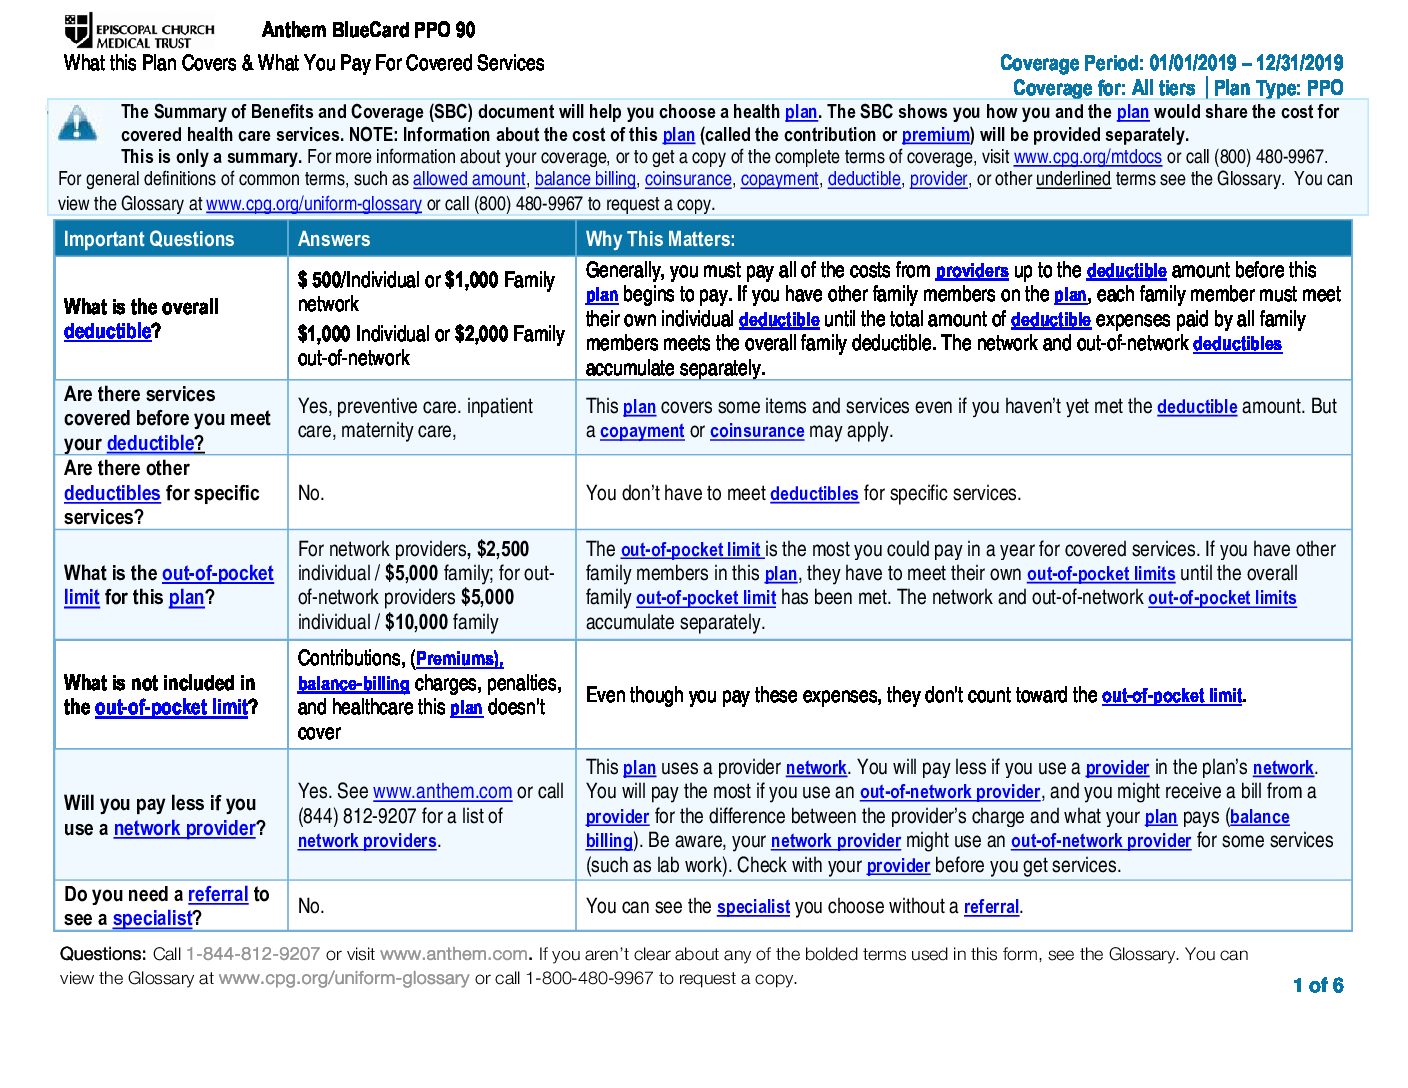 EPISCOPAL CHURCH
MEDICAL TRUST
Anthem BlueCard PPO 90
What this Plan Covers & What You Pay For Covered Services
Coverage Period: 01/01/2019 – 12/31/2019
Coverage for: All tiers | Plan Type: PPO
The Summary of Benefits and Coverage (SBC) document will help you choose a health plan. The SBC shows you how you and the plan would share the cost for
covered health care services. NOTE: Information about the cost of this plan (called the contribution or premium) will be provided separately.
This is only a summary. For more information about your coverage, or to get a copy of the complete terms of coverage, visit www.cpg.org/mtdocs or call (800) 480-9967.
For general definitions of common terms, such as allowed amount, balance billing, coinsurance, copayment, deductible, provider, or other underlined terms see the Glossary. You can
view the Glossary at www.cpg.org/uniform-glossary or call (800) 480-9967 to request a copy.
Important Questions
Answers
Why This Matters:
What is the overall
deductible?
$ 500/Individual or $1,000 Family
network
$1,000 Individual or $2,000 Family
out-of-network
Generally, you must pay all of the costs from providers up to the deductible amount before this
plan begins to pay. If you have other family members on the plan, each family member must meet
their own individual deductible until the total amount of deductible expenses paid by all family
members meets the overall family deductible. The network and out-of-network deductibles
accumulate separately.
Are there services
covered before you meet
your deductible?
Yes, preventive care. inpatient
care, maternity care,
This plan covers some items and services even if you haven't yet met the deductible amount. But
a copayment or coinsurance may apply.
Are there other
deductibles for specific
services?
No.
You don't have to meet deductibles for specific services.
What is the out-of-pocket
limit for this plan?
For network providers, $2,500
individual / $5,000 family; for out-
of-network providers $5,000
individual / $10,000 family
The out-of-pocket limit is the most you could pay in a year for covered services. If you have other
family members in this plan, they have to meet their own out-of-pocket limits until the overall
family out-of-pocket limit has been met. The network and out-of-network out-of-pocket limits
accumulate separately.
What is not included in
the out-of-pocket limit?
Contributions, (Premiums),
balance-billing charges, penalties,
and healthcare this plan doesn't
cover
Even though you pay these expenses, they don't count toward the out-of-pocket limit.
Will you pay less if you
use a network provider?
Yes. See www.anthem.com or call
(844) 812-9207 for a list of
network providers.
This plan uses a provider network. You will pay less if you use a provider in the plan's network.
You will pay the most if you use an out-of-network provider, and you might receive a bill from a
provider for the difference between the provider's charge and what your plan pays (balance
billing). Be aware, your network provider might use an out-of-network provider for some services
(such as lab work). Check with your provider before you get services.
Do you need a referral to
see a specialist?
No.
You can see the specialist you choose without a referral.
Questions: Call 1-844-812-9207 or visit www.anthem.com. If you aren't clear about any of the bolded terms used in this form, see the Glossary. You can
view the Glossary at www.cpg.org/uniform-glossary or call 1-800-480-9967 to request a copy.
1 of 6